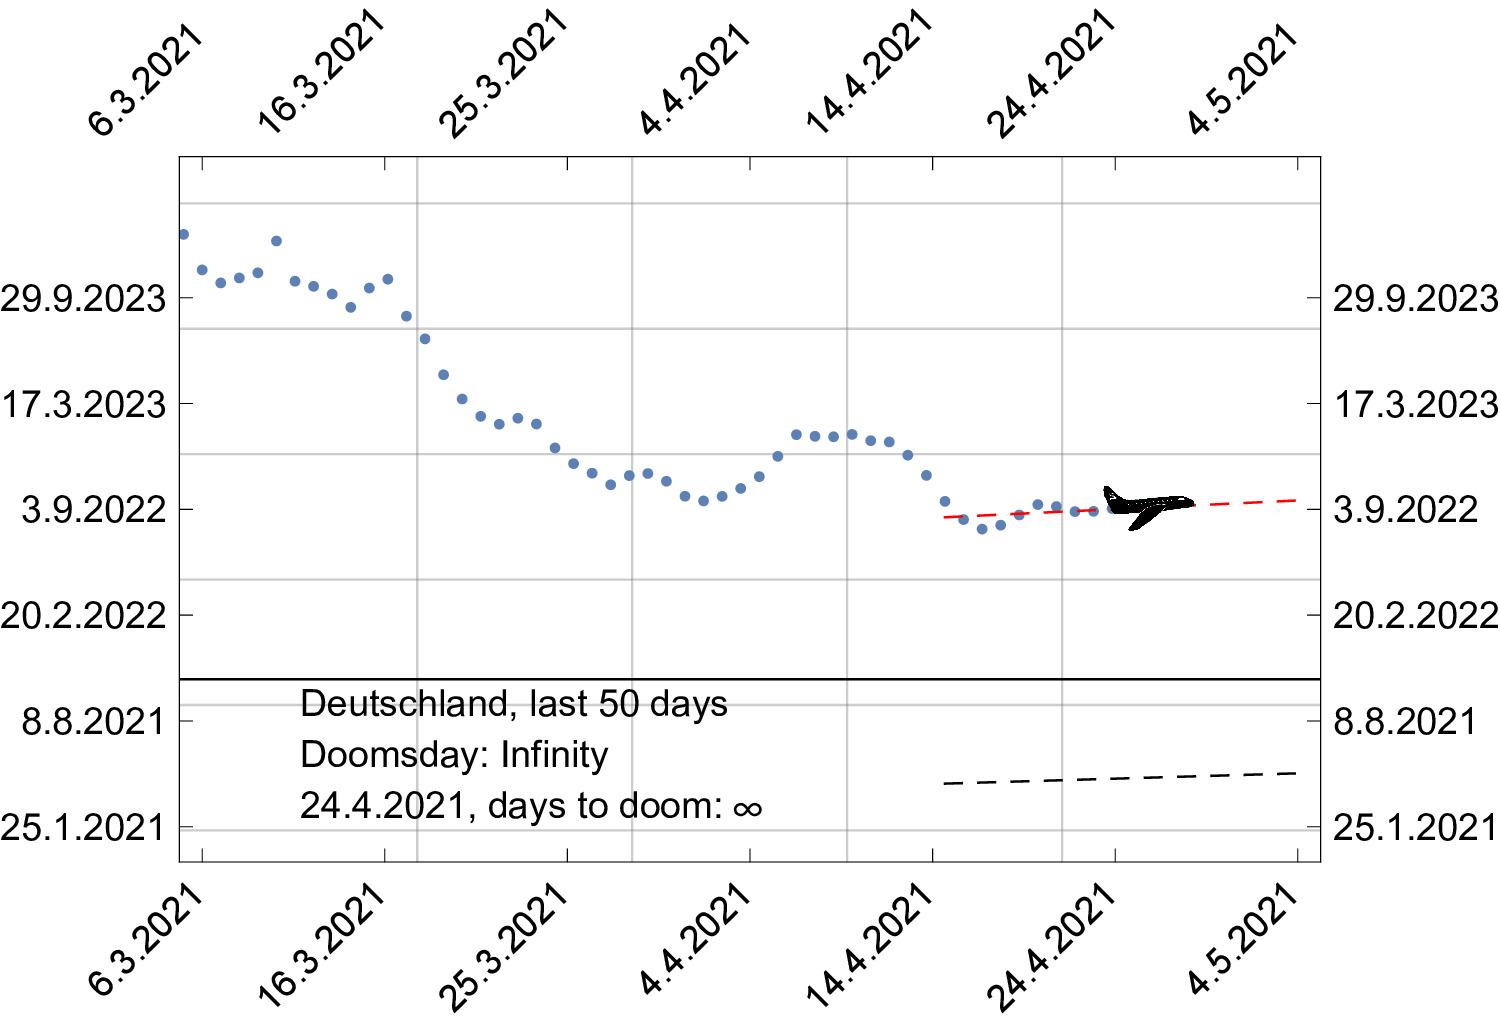 6.3.2021 16.3.2021 25.3.2021 4.4.2021 14.4.2021 24.4.2021 4.5.2021
29.9.2023 29.9.2023
17.3.2023 17.3.2023
3.9.2022 3.9.2022
20.2.2022 20.2.2022
Deutschland, last 50 days
8.8.2021 8.8.2021
Doomsday: Infinity
24.4.2021, days to doom: ∞
25.1.2021 25.1.2021
6.3.2021 16.3.2021 25.3.2021 4.4.2021 14.4.2021 24.4.2021 4.5.2021